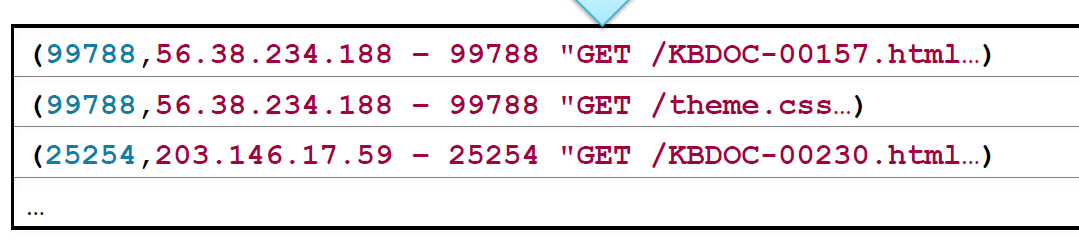 (99788,56.38.234.188 – 99788 "GET /KBDOC-00157.html…)
(99788,56.38.234.188 – 99788 "GET /theme.css…)
(25254,203.146.17.59 – 25254 "GET /KBDOC-00230.html…)
…